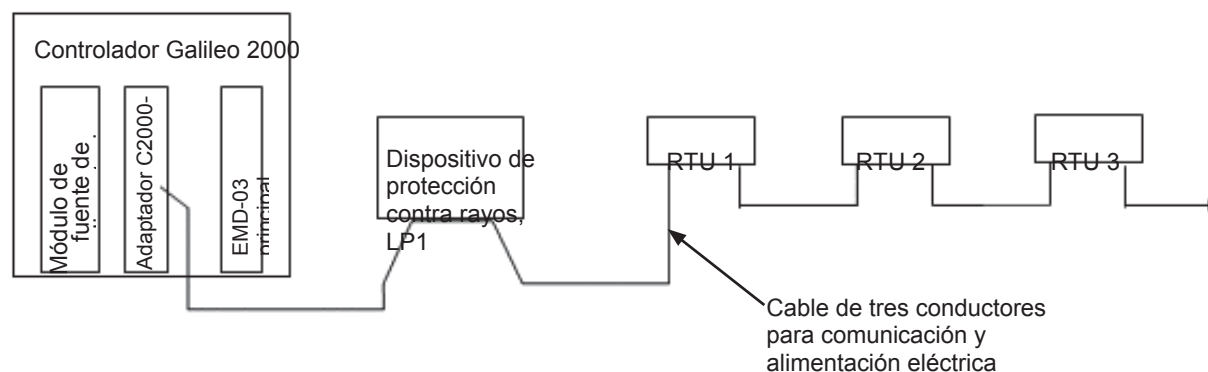 Controlador Galileo 2000
Módulo de
fuente de
Adaptador C2000-
EMD-03
principal
Dispositivo de
protección
contra rayos,
LP1
RTU 1
RTU 2
RTU 3
Cable de tres conductores
para comunicación y
alimentación eléctrica